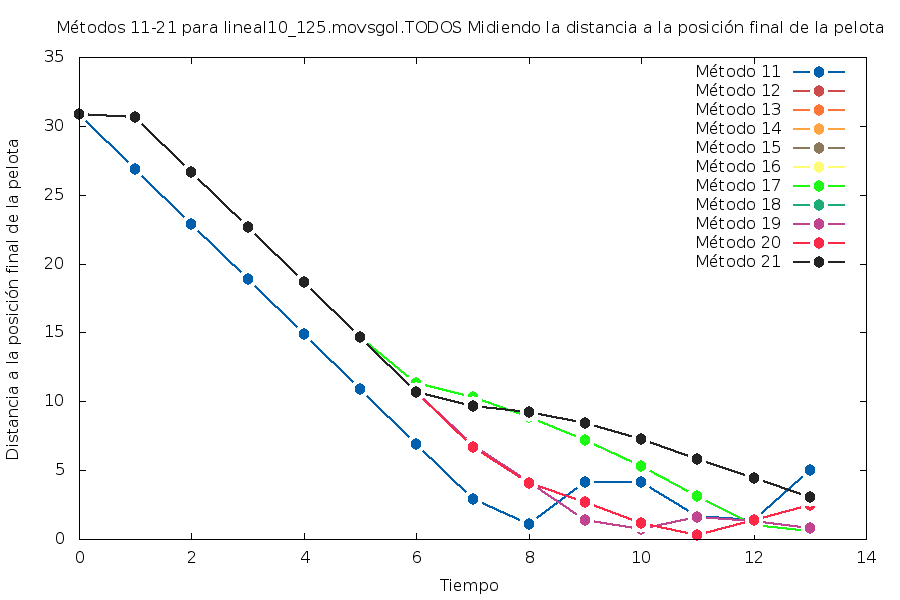 Métodos 11-21 para lineal10_125.movsgol.TODOS Midiendo la distancia a la posición final de la pelota
35
30
25
20
15
10
5
0
Distancia a la posición final de la pelota
Método 11
Método 12
Método 13
Método 14
Método 15
Método 16
Método 17
Método 18
Método 19
Método 20
Método 21
0 2 4 6 8 10 12 14
Tiempo